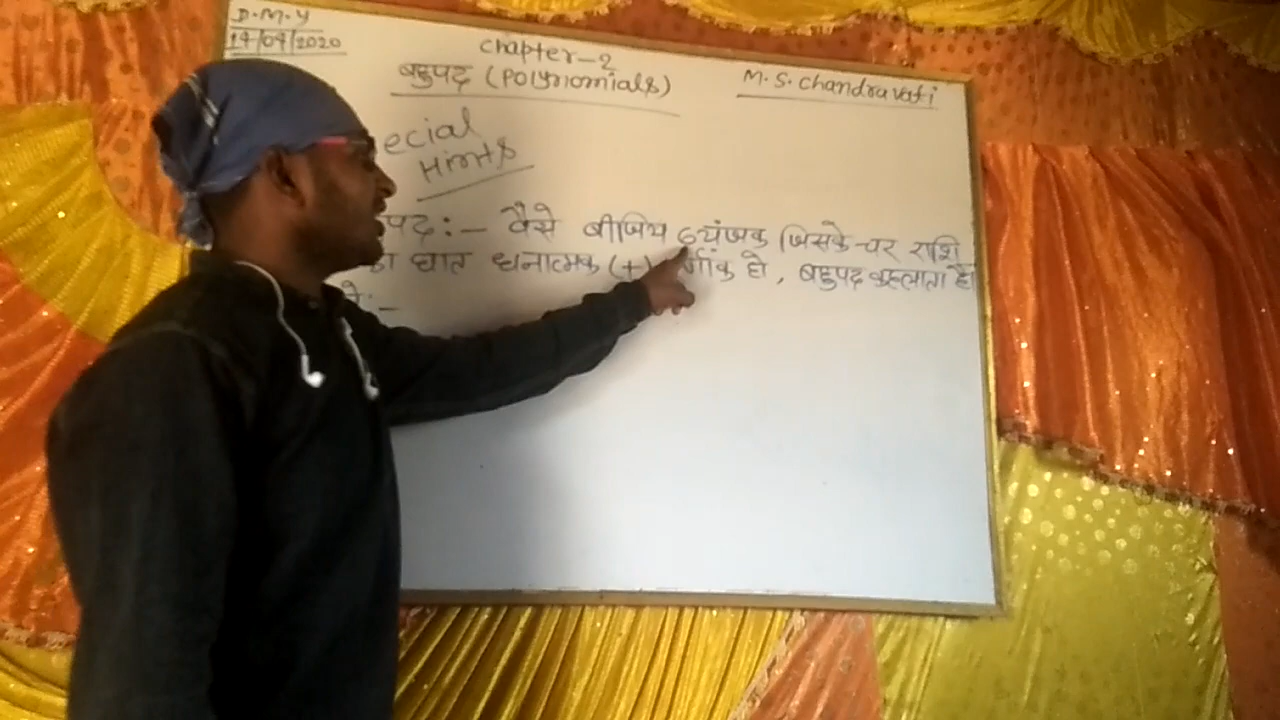 D.M.Y
14/04/2020
Chapter-2
बहुपद (Polynomials)
M.S. Chandravati
ecial
Hints
पद:- वैसे बीजिय व्यंजक जिसके चर राशि
का घात धनात्मक (+) र्णांक हो, बहुपद कहलाता है।